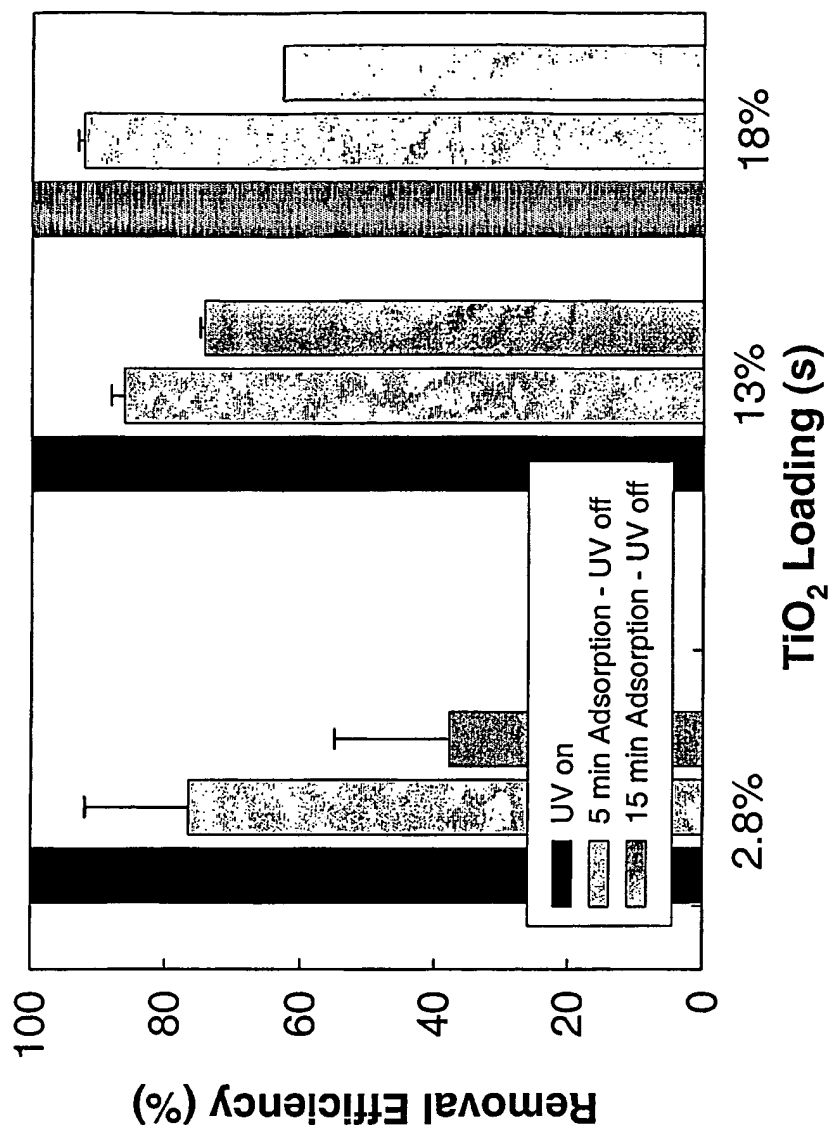 Removal Efficiency (%)
100
80
60
40
20
0
UV on
5 min Adsorption - UV off
15 min Adsorption - UV off
2.8%
13%
18%
TiO₂ Loading (s)